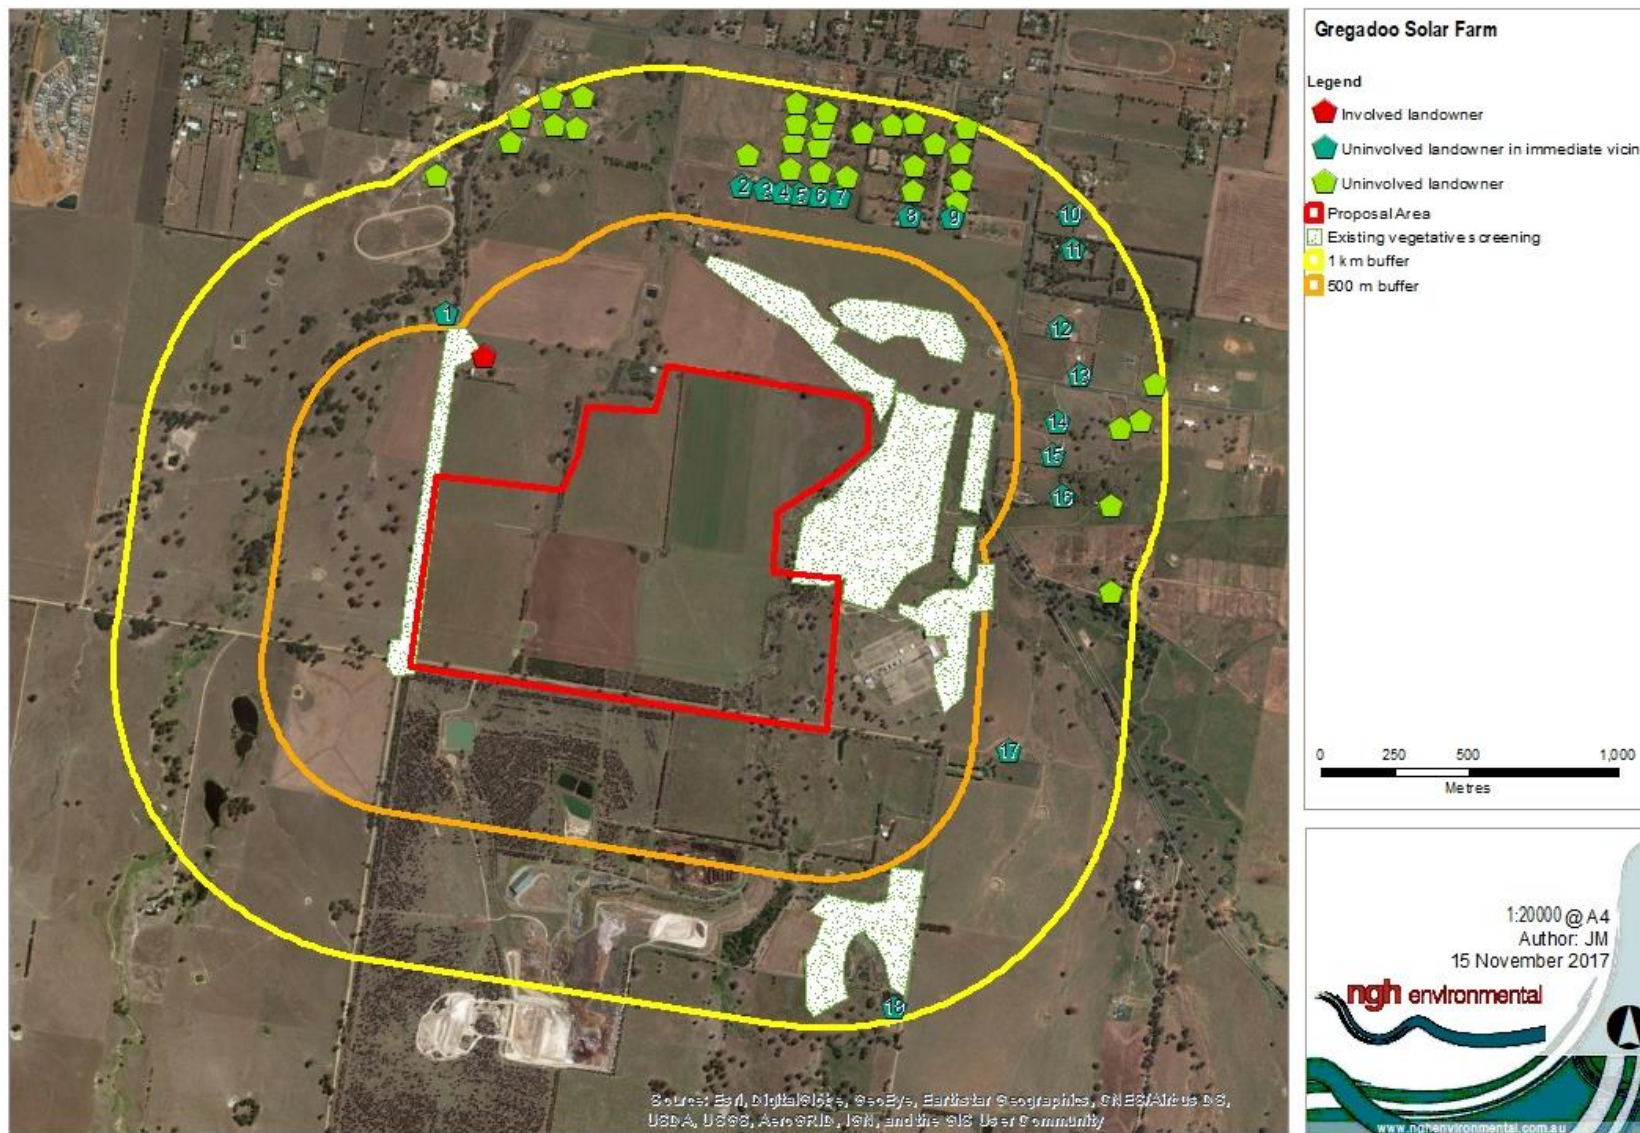 Gregadoo Solar Farm
Legend
Involved landowner
Uninvolved landowner in immediate vicin
Uninvolved landowner
Proposal Area
Existing vegetative screening
1 km buffer
500 m buffer
0 250 500 1,000
Metres
1:20000 @ A4
Author: JM
15 November 2017
ngh environmental
www.nghenvironmental.com.au
2 3 4 5 6 7
8 9 10
11
1
12
13
14
15
16
17
18
Source: Esri, DigitalGlobe, GeoEye, Earthstar Geographics, CNES/Airbus DS,
USDA, USGS, AeroGRID, IGN, and the GIS User Community